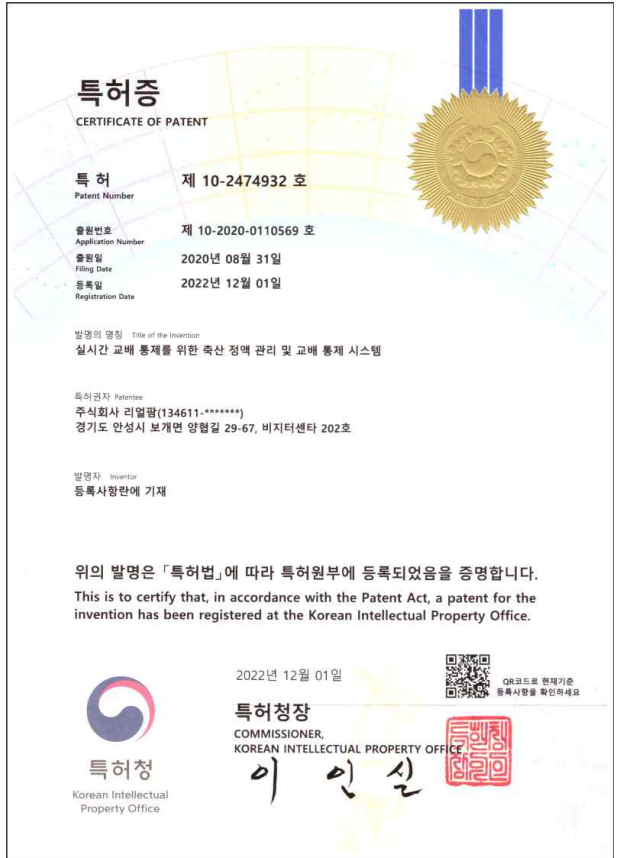 특허증
CERTIFICATE OF PATENT
특 허
Patent Number
제 10-2474932 호
출원번호
Application Number
제 10-2020-0110569 호
출원일
Filing Date
2020년 08월 31일
등록일
Registration Date
2022년 12월 01일
발명의 명칭 Title of the Invention
실시간 교배 통제를 위한 축산 정액 관리 및 교배 통제 시스템
특허권자 Patentee
주식회사 리얼팜(134611-*******)
경기도 안성시 보개면 양협길 29-67, 비지터센타 202호
발명자 Inventor
등록사항란에 기재
위의 발명은 「특허법」에 따라 특허원부에 등록되었음을 증명합니다.
This is to certify that, in accordance with the Patent Act, a patent for the
invention has been registered at the Korean Intellectual Property Office.
2022년 12월 01일
QR코드로 현재기준
등록사항을 확인하세요
특허청장
COMMISSIONER,
KOREAN INTELLECTUAL PROPERTY OFFICE
이 인 실
특허청
Korean Intellectual
Property Office